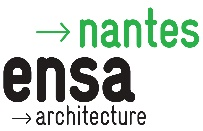 → nantes
ensa
→ architecture